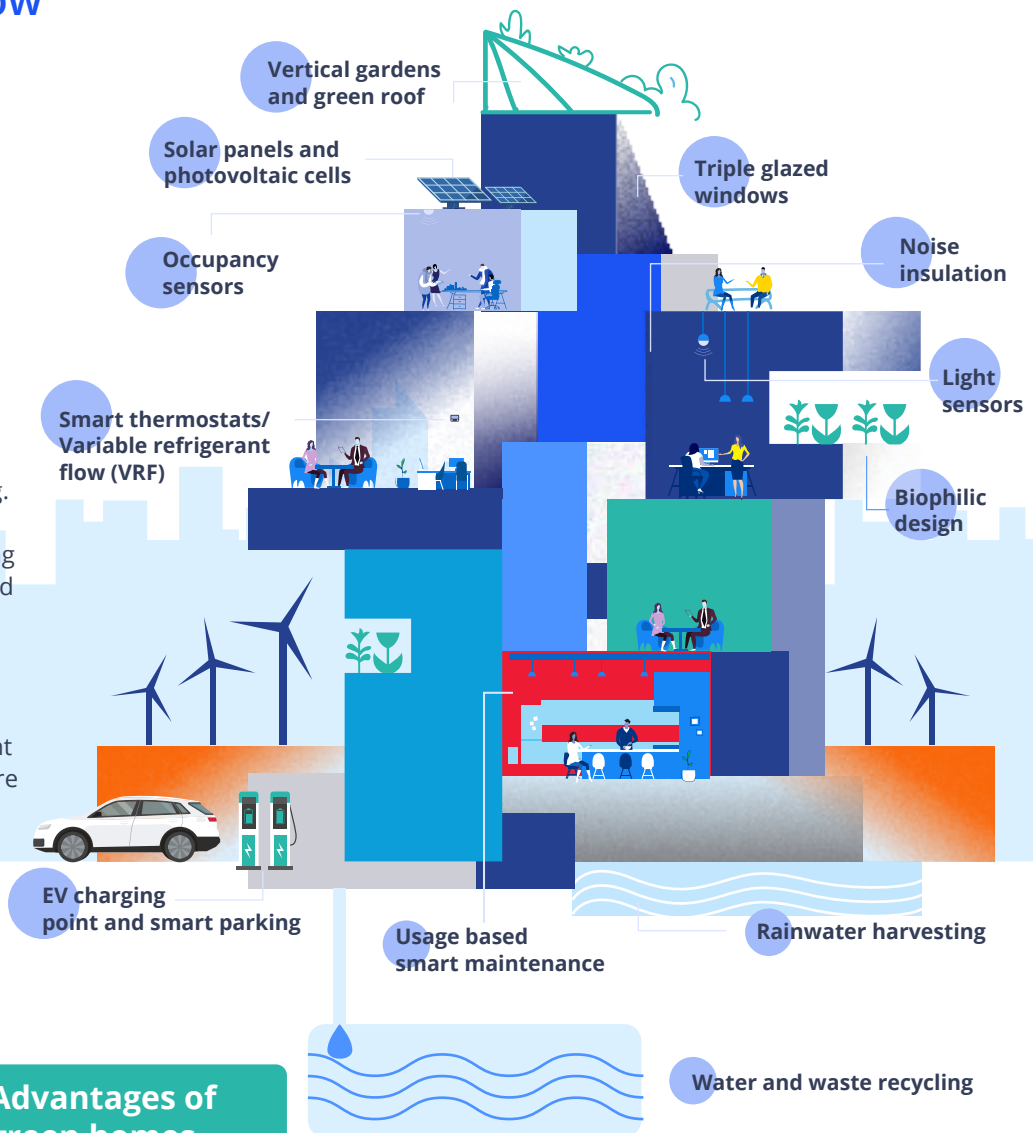 Vertical gardens
and green roof
Solar panels and
photovoltaic cells
Triple glazed
windows
Occupancy
sensors
Noise
insulation
Light
sensors
Smart thermostats/
Variable refrigerant
flow (VRF)
Biophilic
design
EV charging
point and smart parking
Usage based
smart maintenance
Rainwater harvesting
Water and waste recycling
Advantages of
green homes